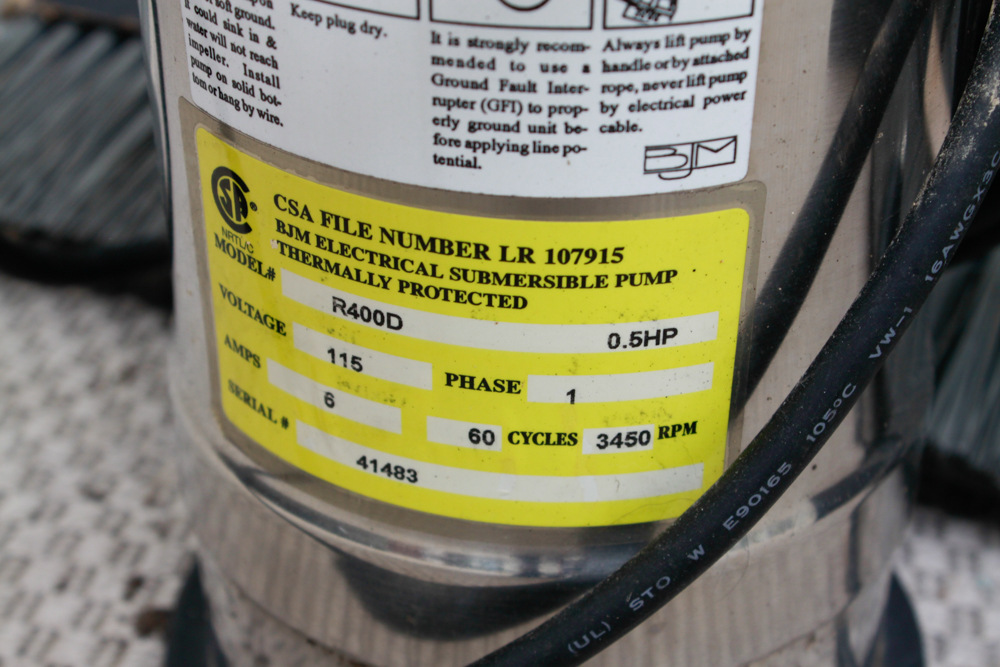 soft ground.
it could sink in &
water will not reach
impeller. Install
pump on solid bot-
tom or hang by wire.
Keep plug dry.
It is strongly recom-
mended to use a
Ground Fault Inter-
rupter (GFI) to prop-
erly ground unit be-
fore applying line po-
tential.
Always lift pump by
handle or by attached
rope, never lift pump
by electrical power
cable.
BJM
CSA ®
NRTL/C
CSA FILE NUMBER LR 107915
BJM ELECTRICAL SUBMERSIBLE PUMP
THERMALLY PROTECTED
MODEL# R400D 0.5HP
VOLTAGE 115 PHASE 1
AMPS 6 60 CYCLES 3450 RPM
SERIAL # 41483
(UL) STO W E90165 105ºC VW-1 16AWGX3C